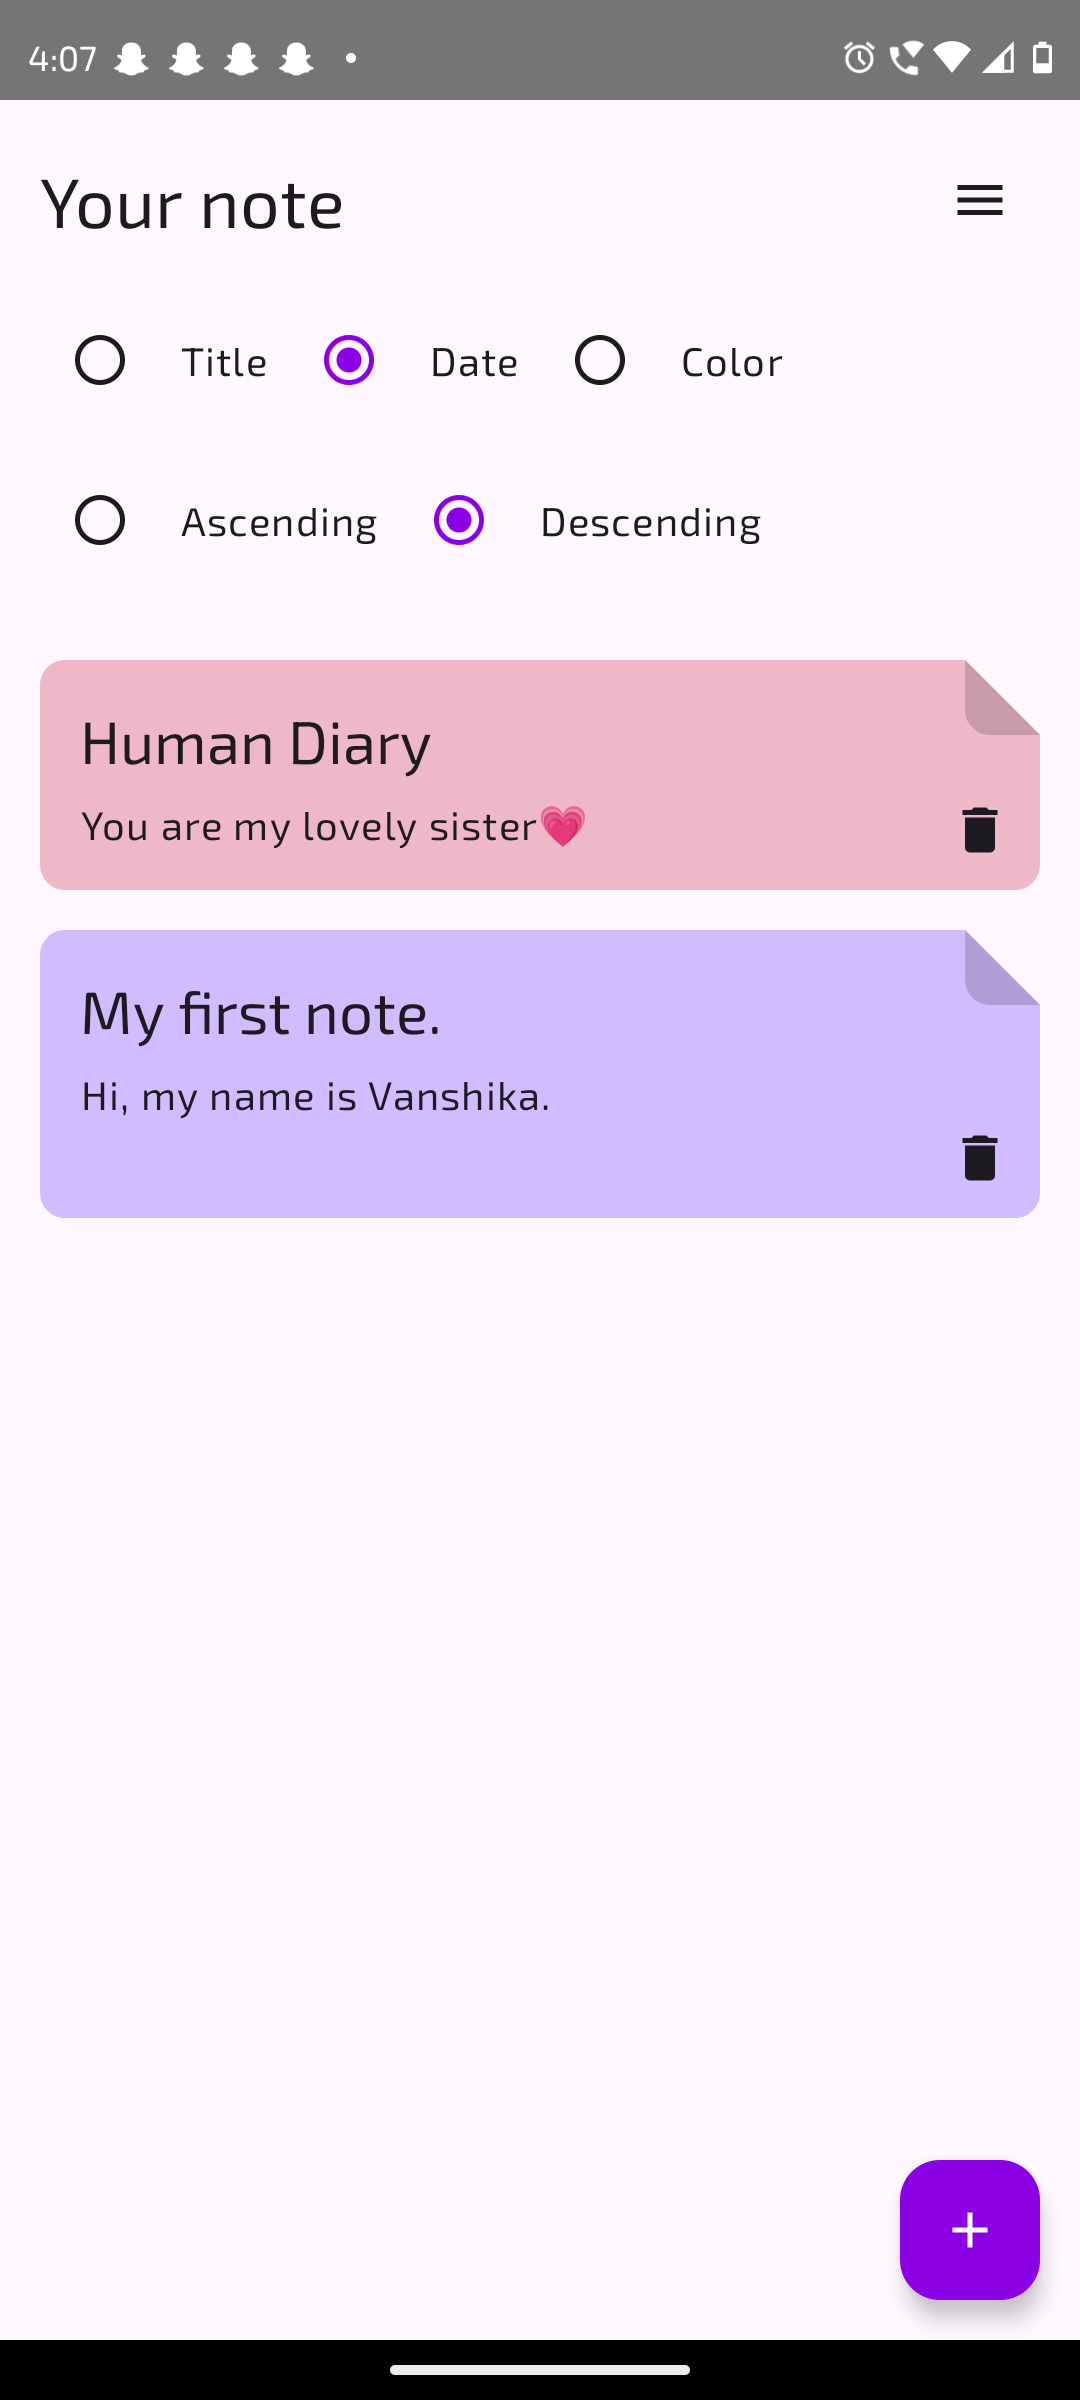 4:07
Your note
Title Date Color
Ascending Descending
Human Diary
You are my lovely sister💗
My first note.
Hi, my name is Vanshika.